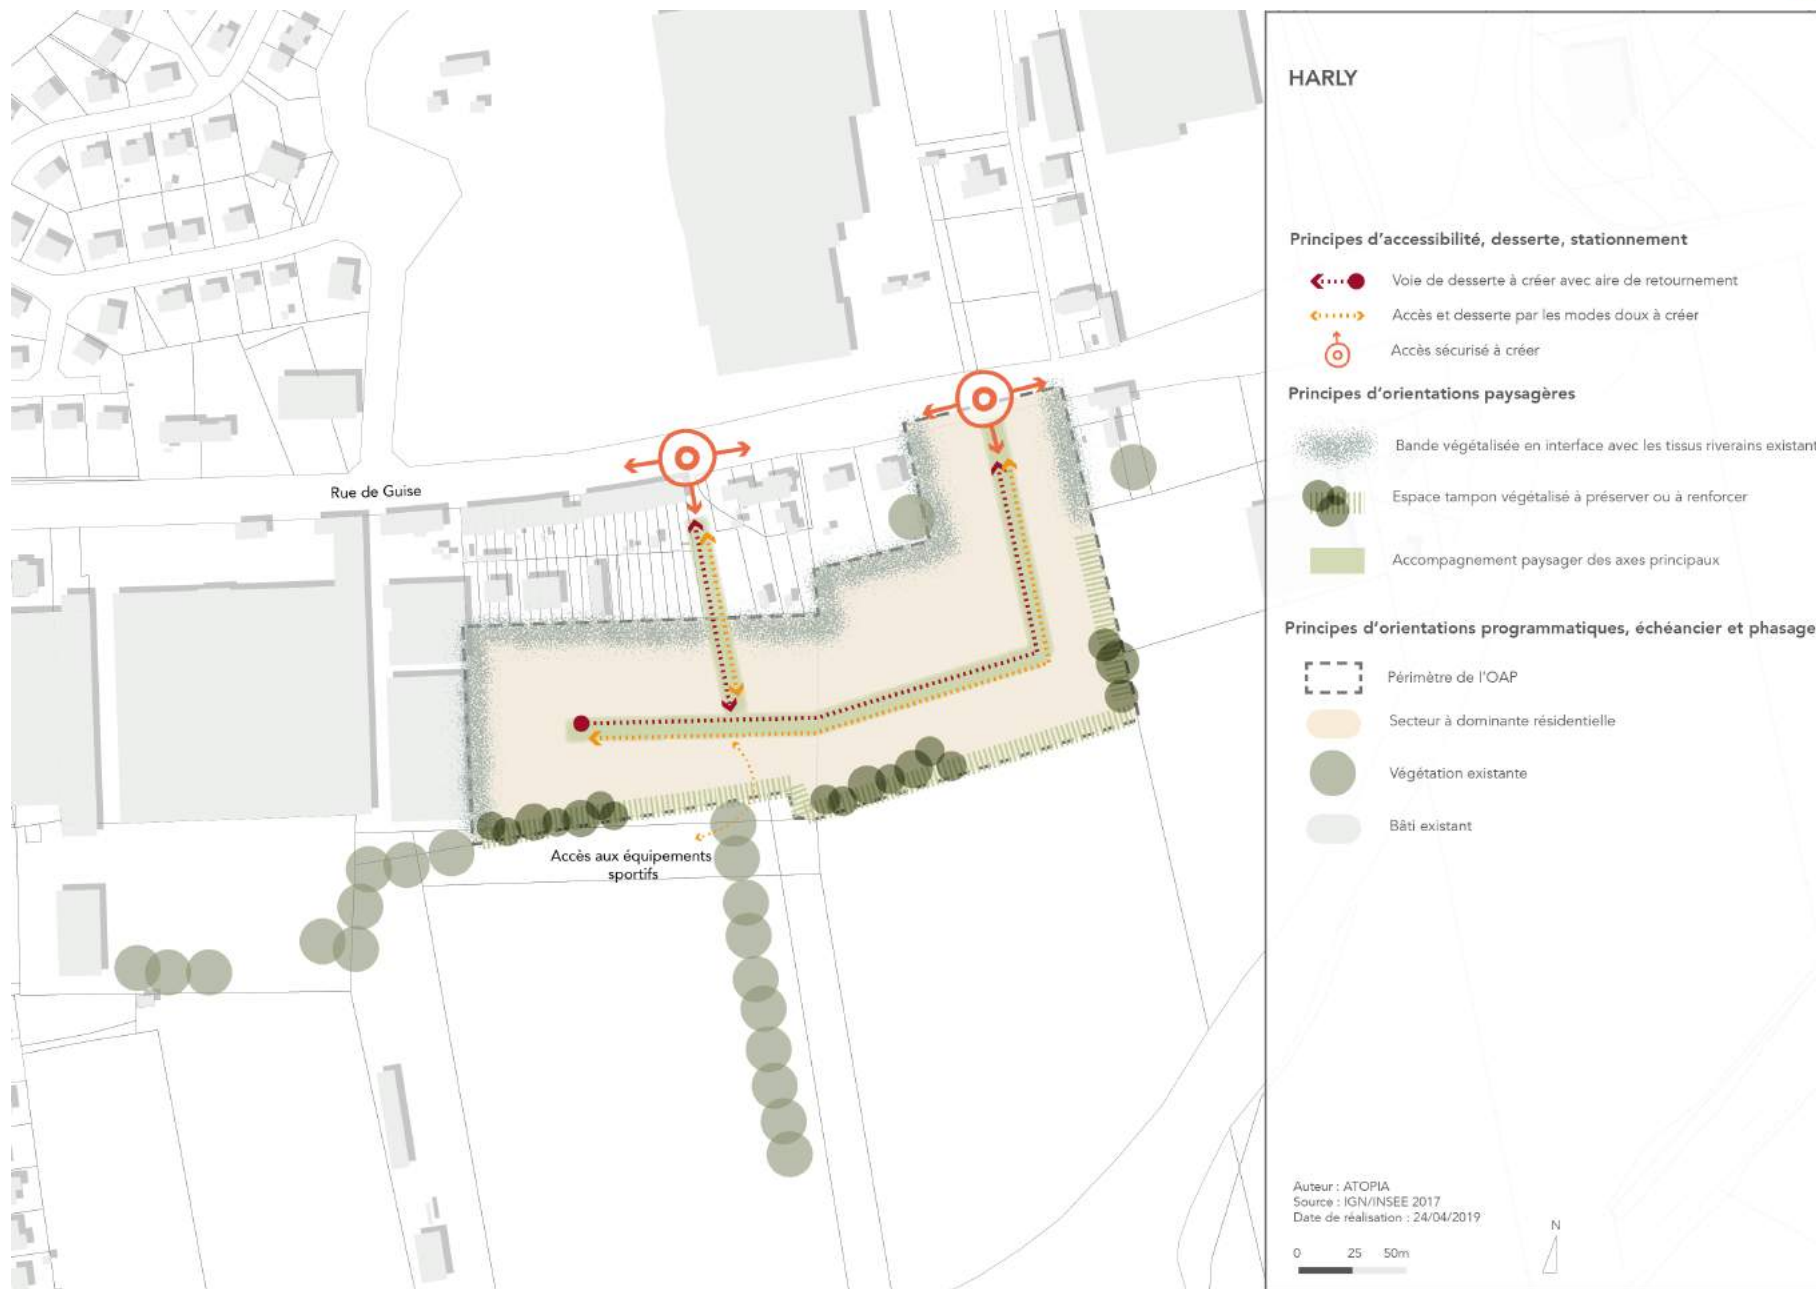 HARLY
Principes d'accessibilité, desserte, stationnement
Voie de desserte à créer avec aire de retournement
Accès et desserte par les modes doux à créer
Accès sécurisé à créer
Principes d'orientations paysagères
Bande végétalisée en interface avec les tissus riverains existant
Espace tampon végétalisé à préserver ou à renforcer
Accompagnement paysager des axes principaux
Principes d'orientations programmatiques, échéancier et phasage
Périmètre de l'OAP
Secteur à dominante résidentielle
Végétation existante
Bâti existant
Rue de Guise
Accès aux équipements
sportifs
Auteur : ATOPIA
Source : IGN/INSEE 2017
Date de réalisation : 24/04/2019
N
0 25 50m